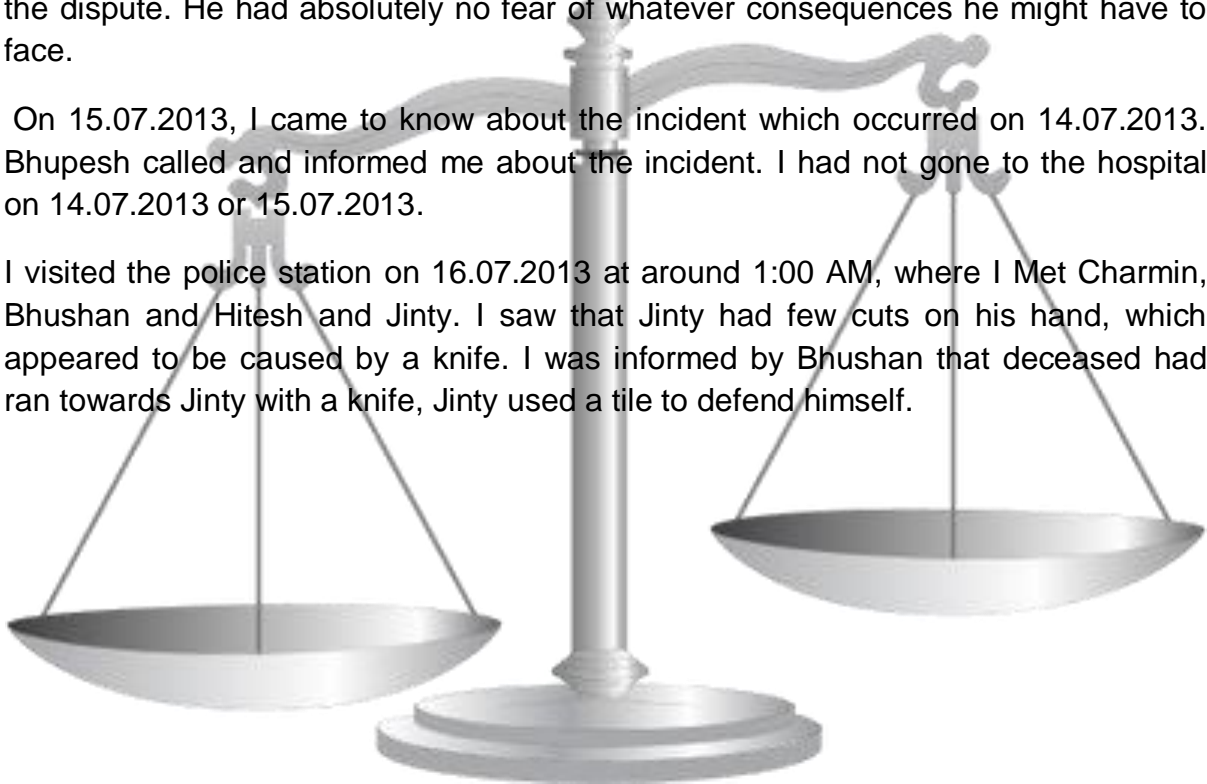 the dispute. He had absolutely no fear of whatever consequences he might have to
face.
On 15.07.2013, I came to know about the incident which occurred on 14.07.2013.
Bhupesh called and informed me about the incident. I had not gone to the hospital
on 14.07.2013 or 15.07.2013.
I visited the police station on 16.07.2013 at around 1:00 AM, where I Met Charmin,
Bhushan and Hitesh and Jinty. I saw that Jinty had few cuts on his hand, which
appeared to be caused by a knife. I was informed by Bhushan that deceased had
ran towards Jinty with a knife, Jinty used a tile to defend himself.